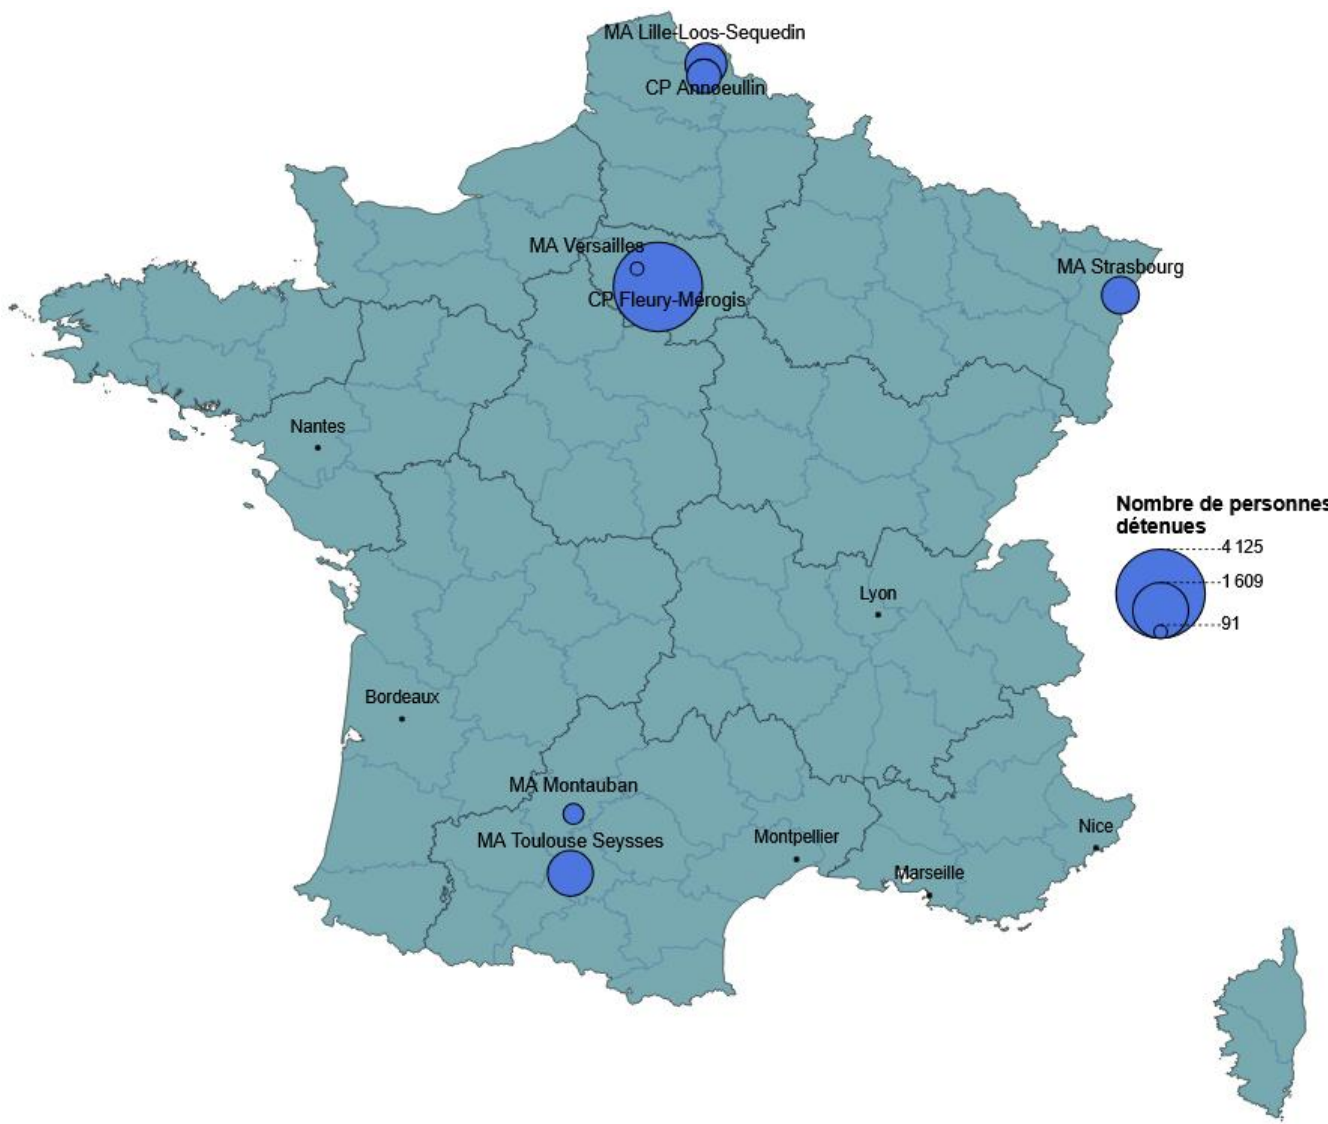 MA Lille-Loos-Sequedin
CP Annoeullin
MA Versailles
MA Strasbourg
CP Fleury-Mérogis
Nantes
Nombre de personnes
détenues
4 125
1 609
91
Lyon
Bordeaux
MA Montauban
MA Toulouse Seysses
Montpellier
Nice
Marseille